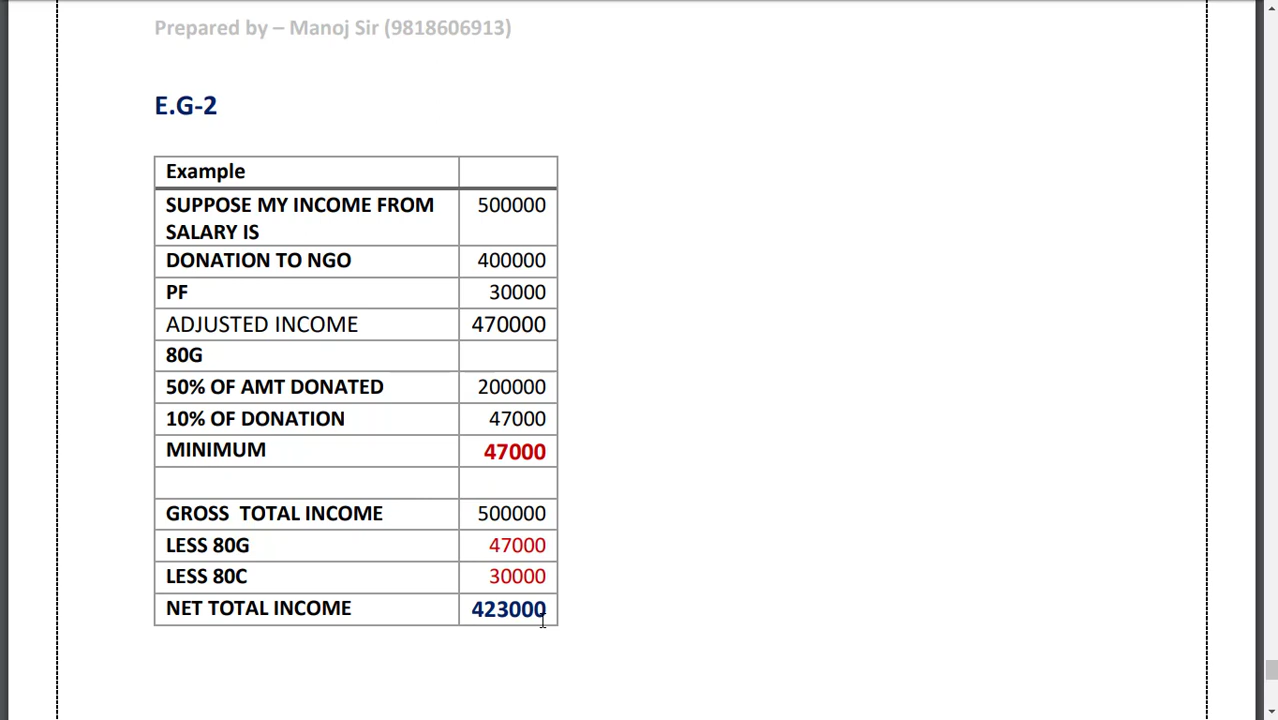 Prepared by – Manoj Sir (9818606913)
E.G-2
Example
SUPPOSE MY INCOME FROM 500000
SALARY IS
DONATION TO NGO 400000
PF 30000
ADJUSTED INCOME 470000
80G
50% OF AMT DONATED 200000
10% OF DONATION 47000
MINIMUM 47000
GROSS TOTAL INCOME 500000
LESS 80G 47000
LESS 80C 30000
NET TOTAL INCOME 423000